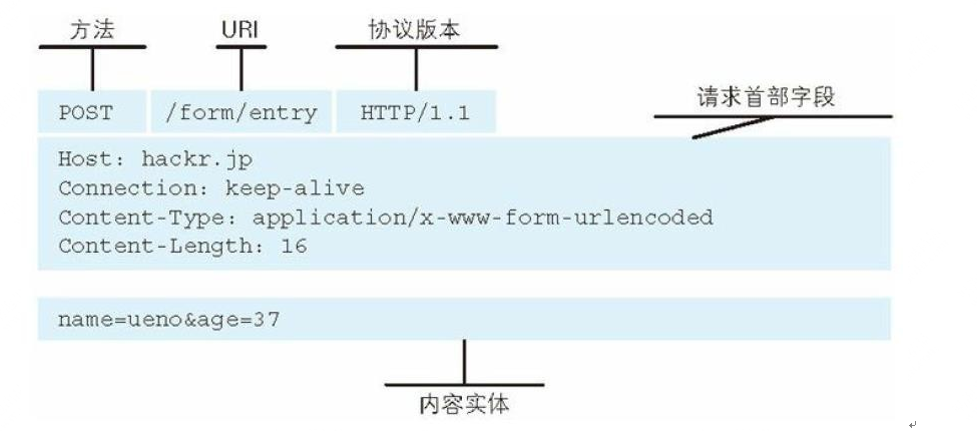 方法 URI 协议版本
POST /form/entry HTTP/1.1
请求首部字段
Host: hackr.jp
Connection: keep-alive
Content-Type: application/x-www-form-urlencoded
Content-Length: 16
name=ueno&age=37
内容实体